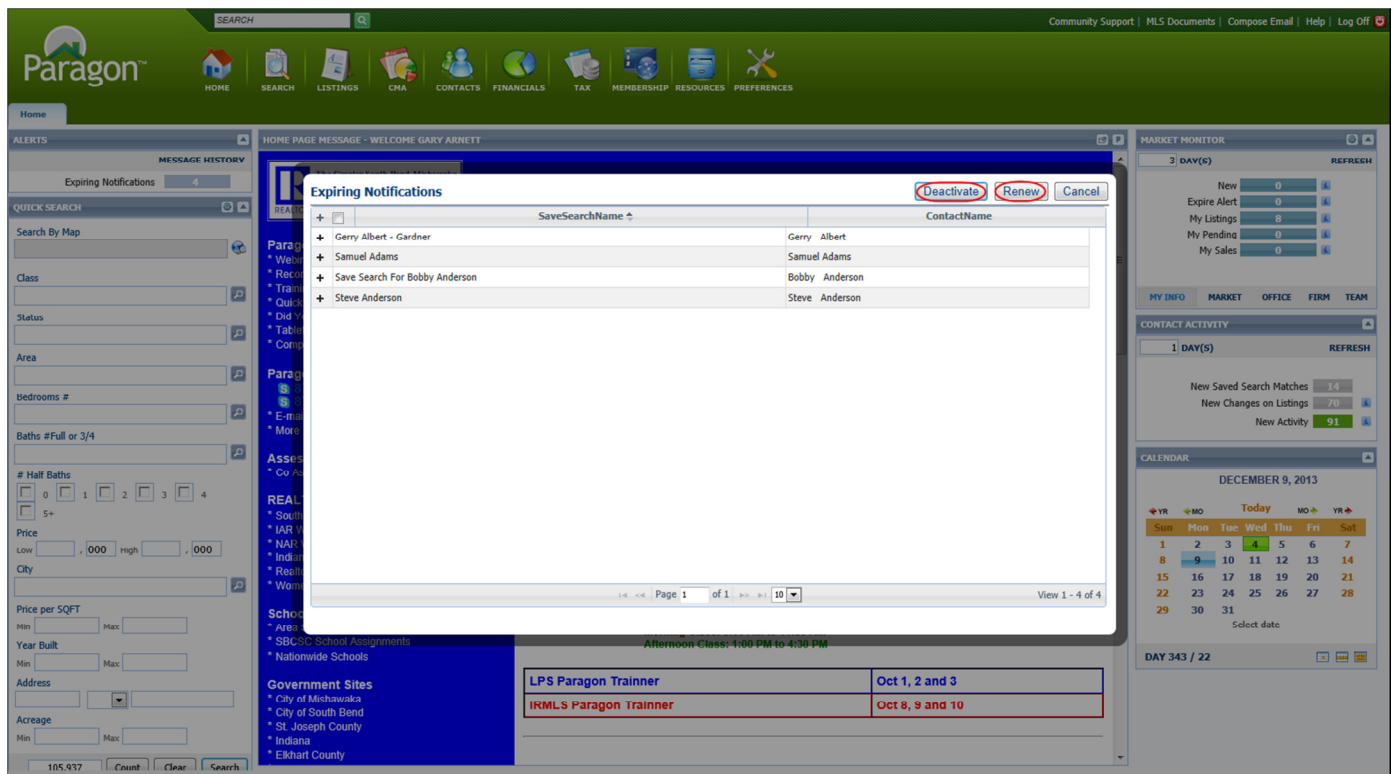 SEARCH
Community Support | MLS Documents | Compose Email | Help | Log Off
Paragon™
HOME SEARCH LISTINGS CMA CONTACTS FINANCIALS TAX MEMBERSHIP RESOURCES PREFERENCES
Home
ALERTS
MESSAGE HISTORY
Expiring Notifications 4
QUICK SEARCH
Search By Map
Class
Status
Area
Bedrooms #
Baths #Full or 3/4
# Half Baths
0 1 2 3 4
5+
Price
Low , 000 High , 000
City
Price per SQFT
Min Max
Year Built
Min Max
Address
Acreage
Min Max
105,937 Count Clear Search
HOME PAGE MESSAGE - WELCOME GARY ARNETT
Expiring Notifications Deactivate Renew Cancel
+ SaveSearchName ContactName
+ Gerry Albert - Gardner Gerry Albert
+ Samuel Adams Samuel Adams
+ Save Search For Bobby Anderson Bobby Anderson
+ Steve Anderson Steve Anderson
Page 1 of 1 10 View 1 - 4 of 4
* SBCSC School Assignments
* Nationwide Schools
Government Sites
* City of Mishawaka
* City of South Bend
* St. Joseph County
* Indiana
* Elkhart County
Afternoon Class: 1:00 PM to 4:30 PM
LPS Paragon Trainner Oct 1, 2 and 3
IRMLS Paragon Trainner Oct 8, 9 and 10
MARKET MONITOR
3 DAY(S) REFRESH
New 0
Expire Alert 0
My Listings 8
My Pending 0
My Sales 0
MY INFO MARKET OFFICE FIRM TEAM
CONTACT ACTIVITY
1 DAY(S) REFRESH
New Saved Search Matches 14
New Changes on Listings 70
New Activity 91
CALENDAR
DECEMBER 9, 2013
YR MO Today MO YR
Sun Mon Tue Wed Thu Fri Sat
1 2 3 4 5 6 7
8 9 10 11 12 13 14
15 16 17 18 19 20 21
22 23 24 25 26 27 28
29 30 31
Select date
DAY 343 / 22